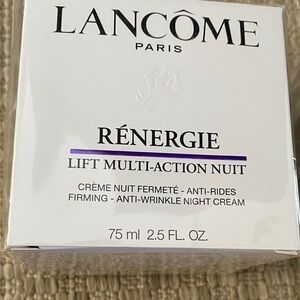 LANCÔME
PARIS
RÉNERGIE
LIFT MULTI-ACTION NUIT
CRÈME NUIT FERMETÉ - ANTI-RIDES
FIRMING - ANTI-WRINKLE NIGHT CREAM
75 ml 2.5 FL. OZ.